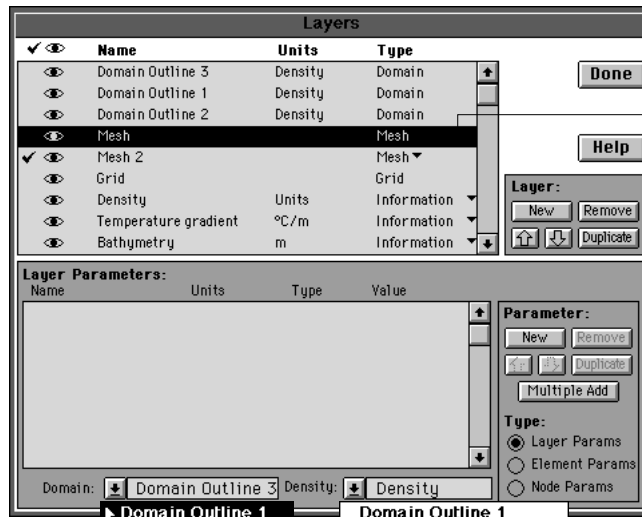 Layers
Name Units Type
Domain Outline 3 Density Domain
Domain Outline 1 Density Domain
Domain Outline 2 Density Domain
Mesh Mesh
Mesh 2 Mesh
Grid Grid
Density Units Information
Temperature gradient °C/m Information
Bathymetry m Information
Done
Help
Layer:
New Remove
Duplicate
Layer Parameters:
Name Units Type Value
Parameter:
New Remove
Duplicate
Multiple Add
Type:
Layer Params
Element Params
Node Params
Domain: Domain Outline 3 Density: Density
Domain Outline 1 Domain Outline 1